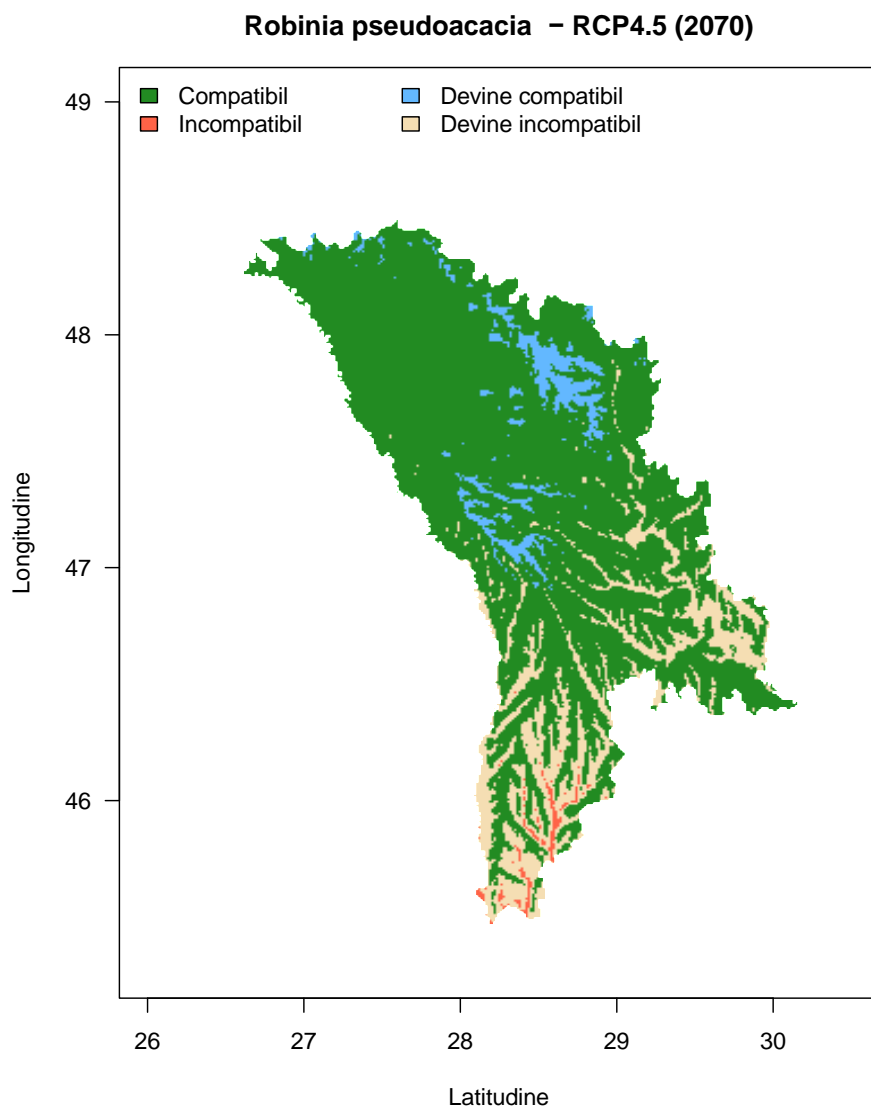 Robinia pseudoacacia − RCP4.5 (2070)
Compatibil Devine compatibil
Incompatibil Devine incompatibil
49
48
47
46
Longitudine
26 27 28 29 30
Latitudine